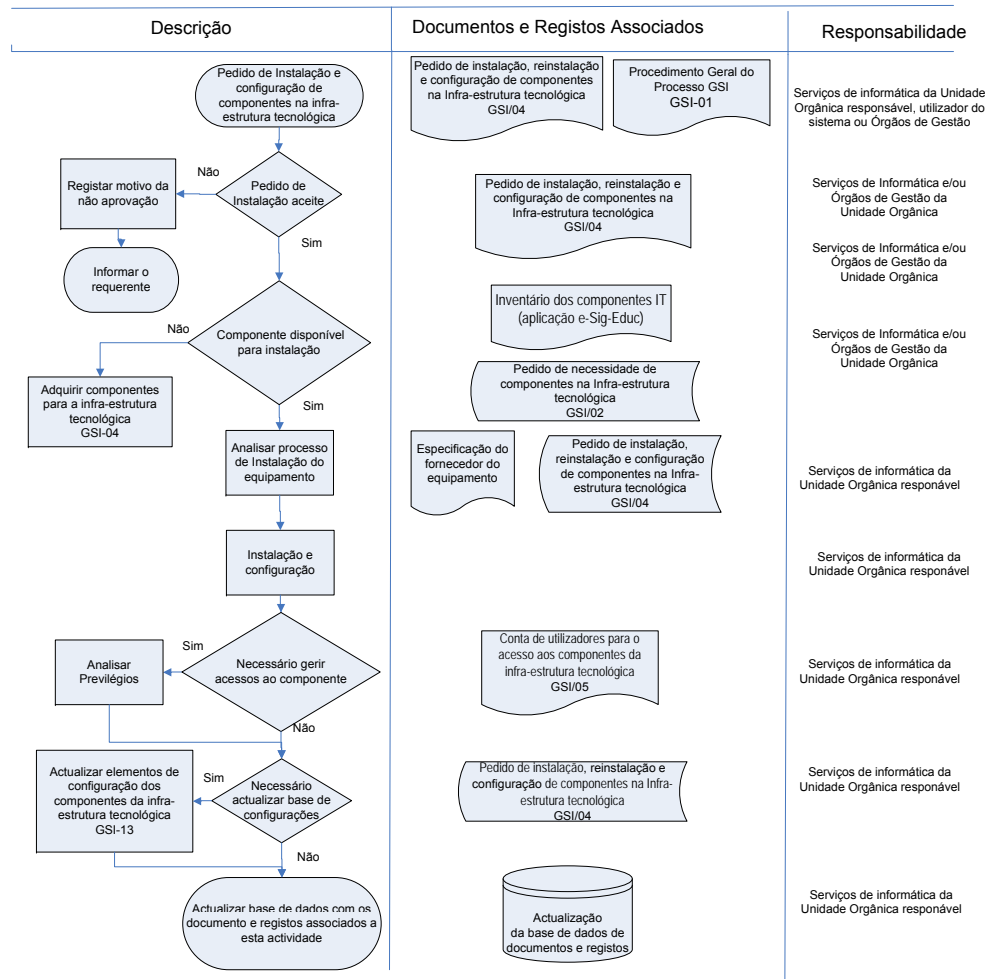 Descrição
Documentos e Registos Associados
Responsabilidade
Pedido de Instalação e
configuração de
componentes na infra-
estrutura tecnológica
Pedido de instalação, reinstalação
e configuração de componentes
na Infra-estrutura tecnológica
GSI/04
Procedimento Geral do
Processo GSI
GSI-01
Serviços de informática da Unidade
Orgânica responsável, utilizador do
sistema ou Órgãos de Gestão
Não
Registar motivo da
não aprovação
Pedido de
Instalação aceite
Pedido de instalação, reinstalação e
configuração de componentes na
Infra-estrutura tecnológica
GSI/04
Serviços de Informática e/ou
Órgãos de Gestão da
Unidade Orgânica
Sim
Informar o
requerente
Serviços de Informática e/ou
Órgãos de Gestão da
Unidade Orgânica
Não
Componente disponível
para instalação
Inventário dos componentes IT
(aplicação e-Sig-Educ)
Serviços de Informática e/ou
Órgãos de Gestão da
Unidade Orgânica
Adquirir componentes
para a infra-estrutura
tecnológica
GSI-04
Sim
Pedido de necessidade de
componentes na Infra-estrutura
tecnológica
GSI/02
Analisar processo
de Instalação do
equipamento
Especificação do
fornecedor do
equipamento
Pedido de instalação,
reinstalação e configuração
de componentes na Infra-
estrutura tecnológica
GSI/04
Serviços de informática da
Unidade Orgânica responável
Instalação e
configuração
Serviços de informática da
Unidade Orgânica responável
Sim
Analisar
Previlégios
Necessário gerir
acessos ao componente
Conta de utilizadores para o
acesso aos componentes da
infra-estrutura tecnológica
GSI/05
Serviços de informática da
Unidade Orgânica responável
Não
Actualizar elementos de
configuração dos
componentes da infra-
estrutura tecnológica
GSI-13
Sim
Necessário
actualizar base de
configurações
Pedido de instalação, reinstalação e
configuração de componentes na Infra-
estrutura tecnológica
GSI/04
Serviços de informática da
Unidade Orgânica responável
Não
Actualizar base de dados com os
documento e registos associados a
esta actividade
Actualização
da base de dados de
documentos e registos
Serviços de informática da
Unidade Orgânica responável